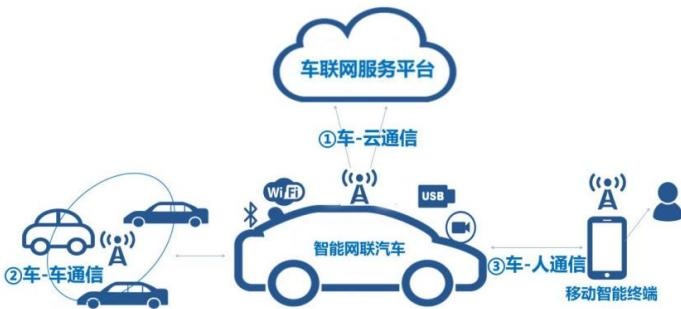 车联网服务平台
①车-云通信
WiFi
USB
智能网联汽车
②车-车通信
③车-人通信
移动智能终端